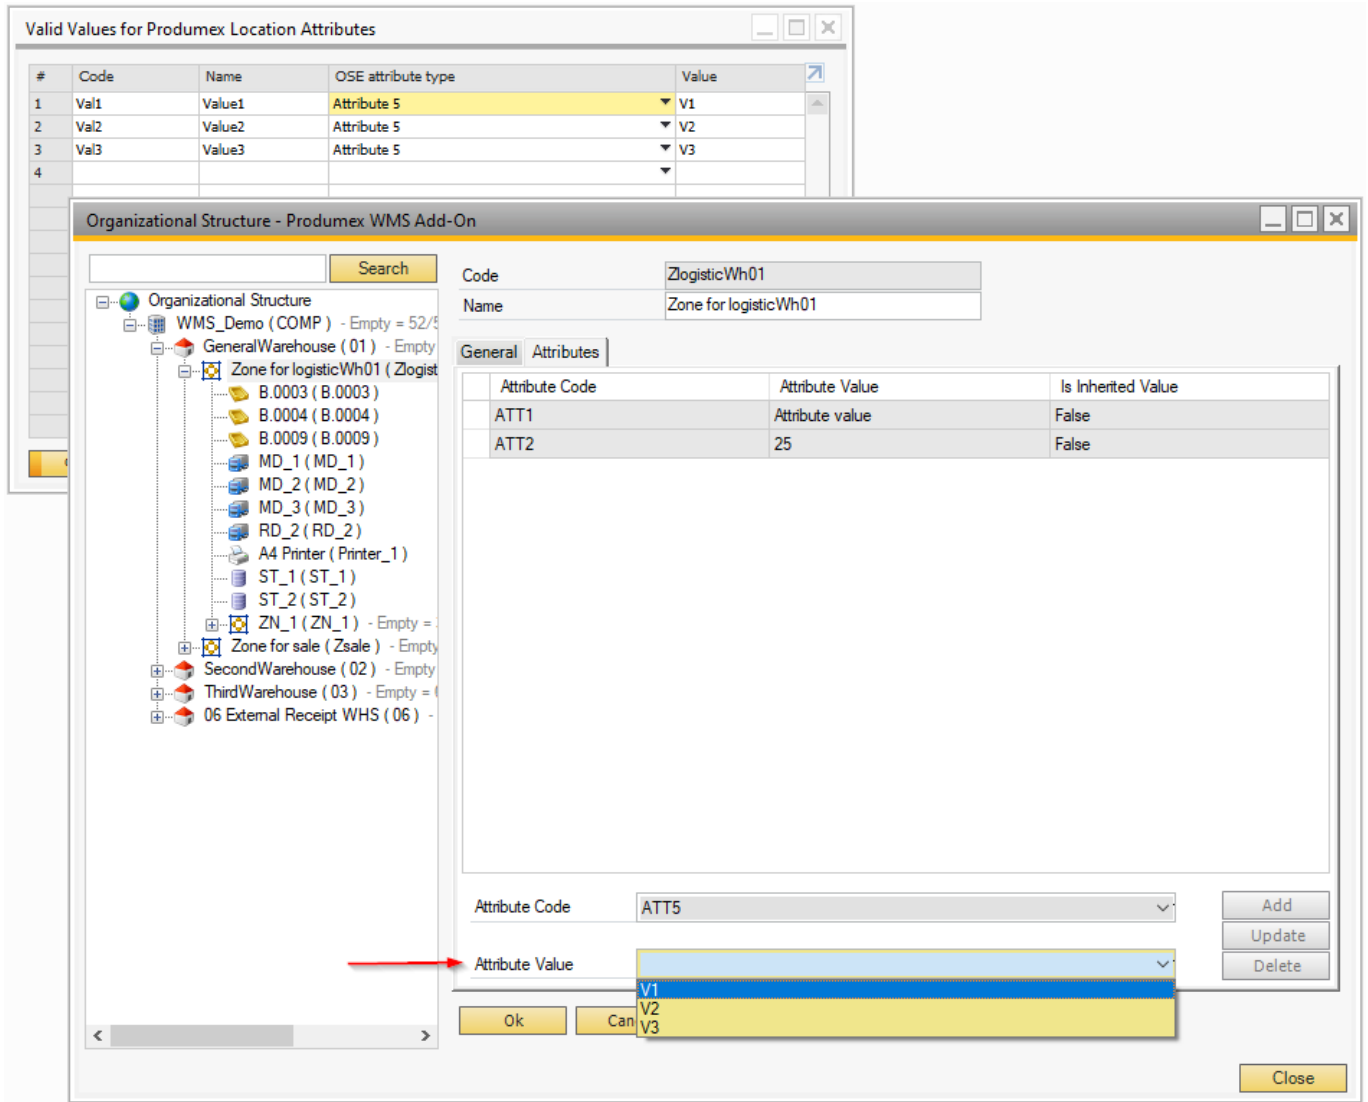 Valid Values for Produmex Location Attributes
# Code Name OSE attribute type Value
1 Val1 Value1 Attribute 5 V1
2 Val2 Value2 Attribute 5 V2
3 Val3 Value3 Attribute 5 V3
4
Organizational Structure - Produmex WMS Add-On
Search
Organizational Structure
WMS_Demo ( COMP ) - Empty = 52/5
GeneralWarehouse ( 01 ) - Empty
Zone for logisticWh01 ( Zlogist
B.0003 ( B.0003 )
B.0004 ( B.0004 )
B.0009 ( B.0009 )
MD_1 ( MD_1 )
MD_2 ( MD_2 )
MD_3 ( MD_3 )
RD_2 ( RD_2 )
A4 Printer ( Printer_1 )
ST_1 ( ST_1 )
ST_2 ( ST_2 )
ZN_1 ( ZN_1 ) - Empty =
Zone for sale ( Zsale ) - Empty
SecondWarehouse ( 02 ) - Empty
ThirdWarehouse ( 03 ) - Empty =
06 External Receipt WHS ( 06 ) -
Code ZlogisticWh01
Name Zone for logisticWh01
General Attributes
Attribute Code Attribute Value Is Inherited Value
ATT1 Attribute value False
ATT2 25 False
Attribute Code ATT5
Add
Update
Attribute Value
Delete
V1
V2
V3
Ok Can
Close